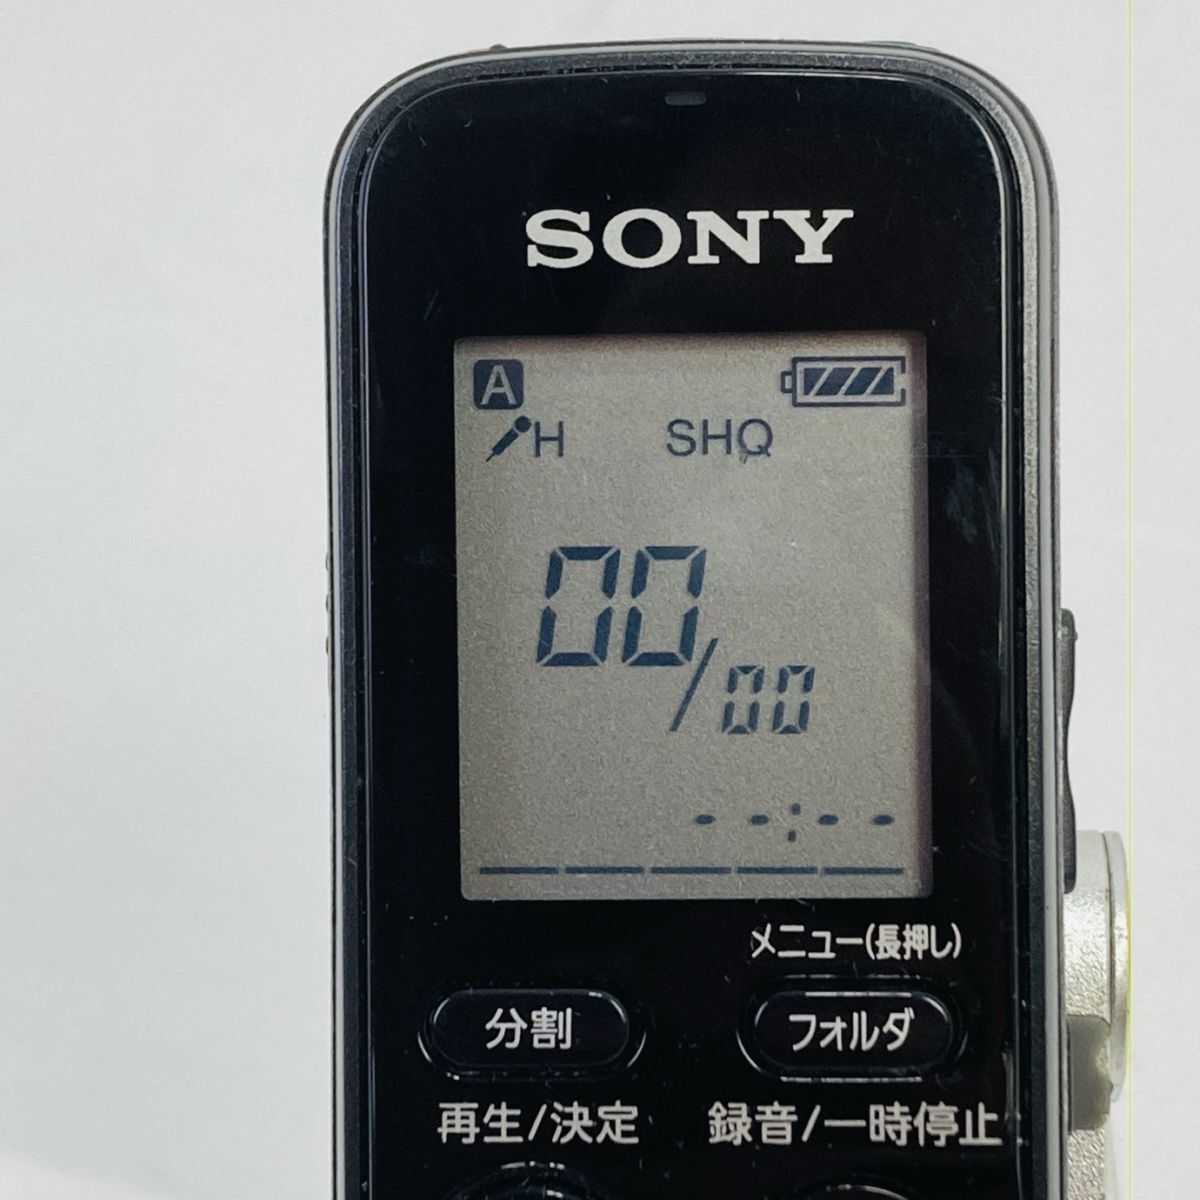 SONY
A
H SHQ
00/00
--:--
メニュー(長押し)
分割 フォルダ
再生/決定 録音/一時停止